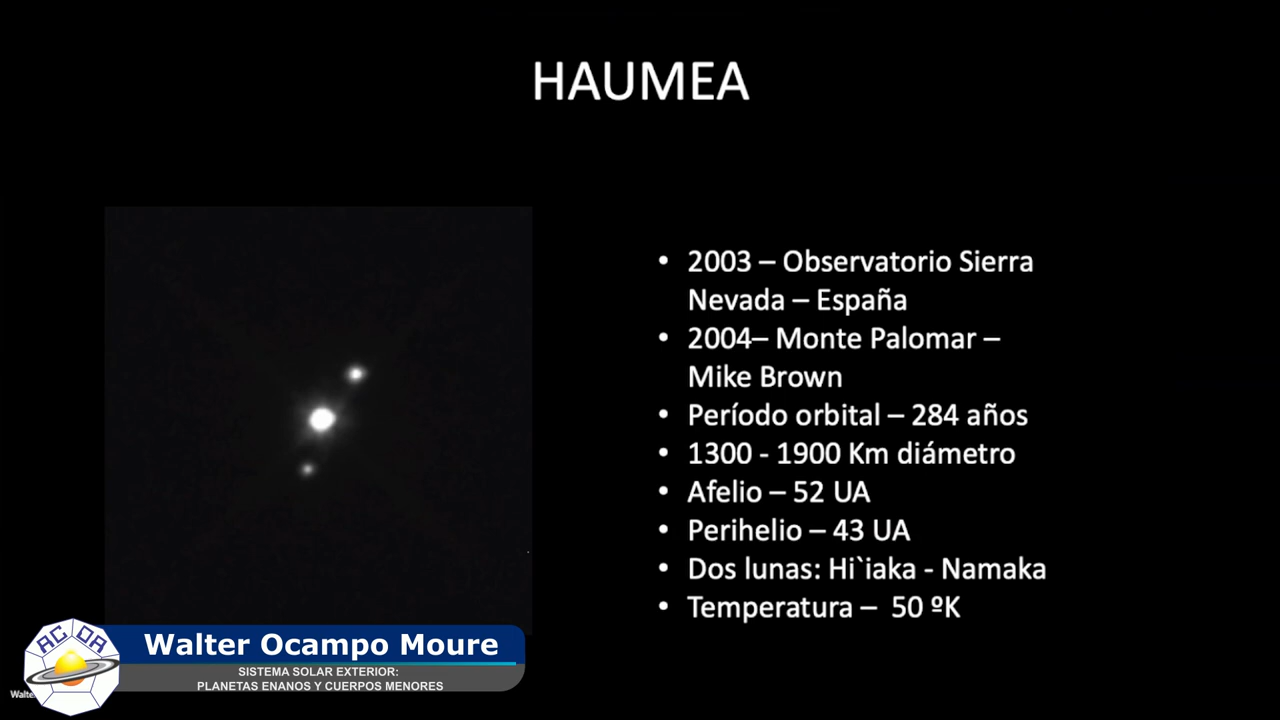 HAUMEA
• 2003 – Observatorio Sierra
Nevada – España
• 2004– Monte Palomar –
Mike Brown
• Período orbital – 284 años
• 1300 - 1900 Km diámetro
• Afelio – 52 UA
• Perihelio – 43 UA
• Dos lunas: Hi`iaka - Namaka
• Temperatura –  50 ºK
ACDA
Walter Ocampo Moure
SISTEMA SOLAR EXTERIOR:
PLANETAS ENANOS Y CUERPOS MENORES